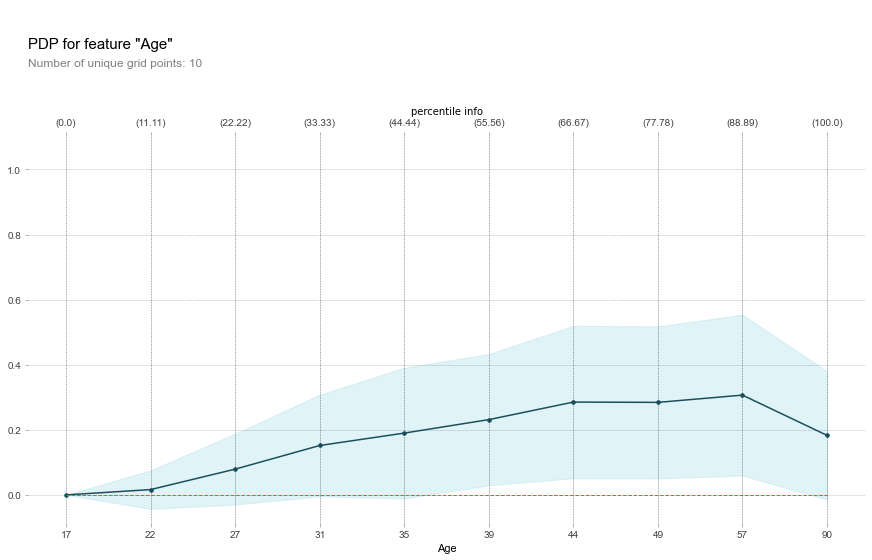 PDP for feature "Age"
Number of unique grid points: 10
percentile info
(0.0) (11.11) (22.22) (33.33) (44.44) (55.56) (66.67) (77.78) (88.89) (100.0)
1.0
0.8
0.6
0.4
0.2
0.0
17 22 27 31 35 39 44 49 57 90
Age